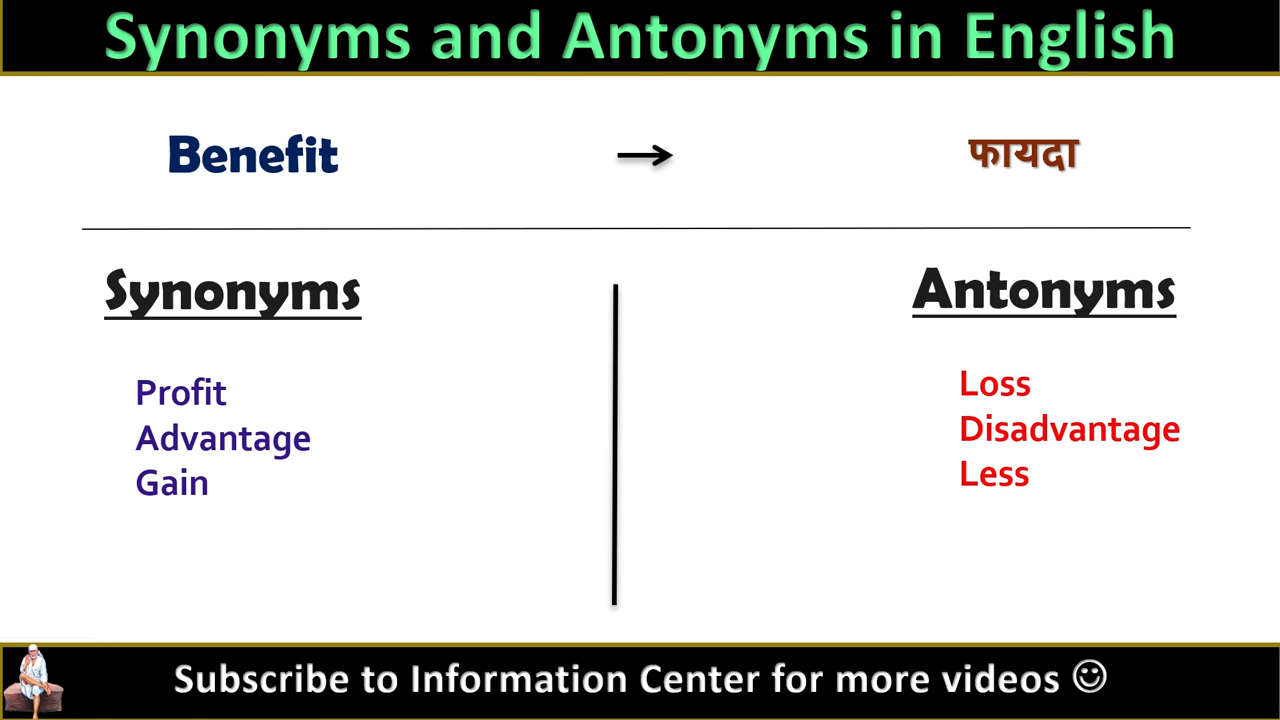 Synonyms and Antonyms in English
Benefit → फायदा
Synonyms
Profit
Advantage
Gain
Antonyms
Loss
Disadvantage
Less
Subscribe to Information Center for more videos ☺